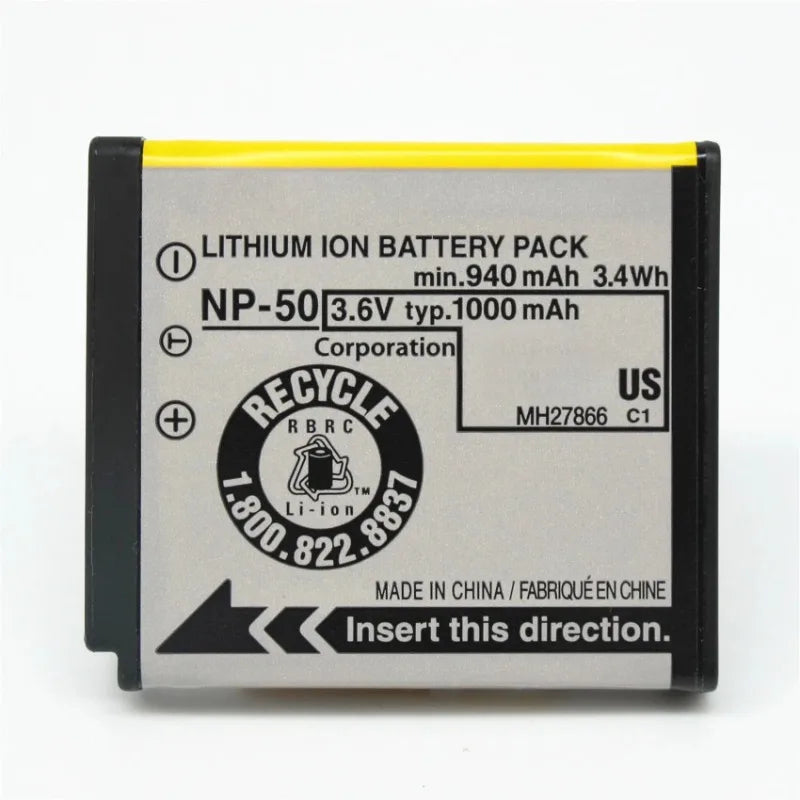 LITHIUM ION BATTERY PACK
min.940 mAh 3.4Wh
NP-50 3.6V typ.1000 mAh
Corporation
US
MH27866 C1
RECYCLE
RBRC
TM
Li-ion
1.800.822.8837
MADE IN CHINA / FABRIQUÉ EN CHINE
Insert this direction.